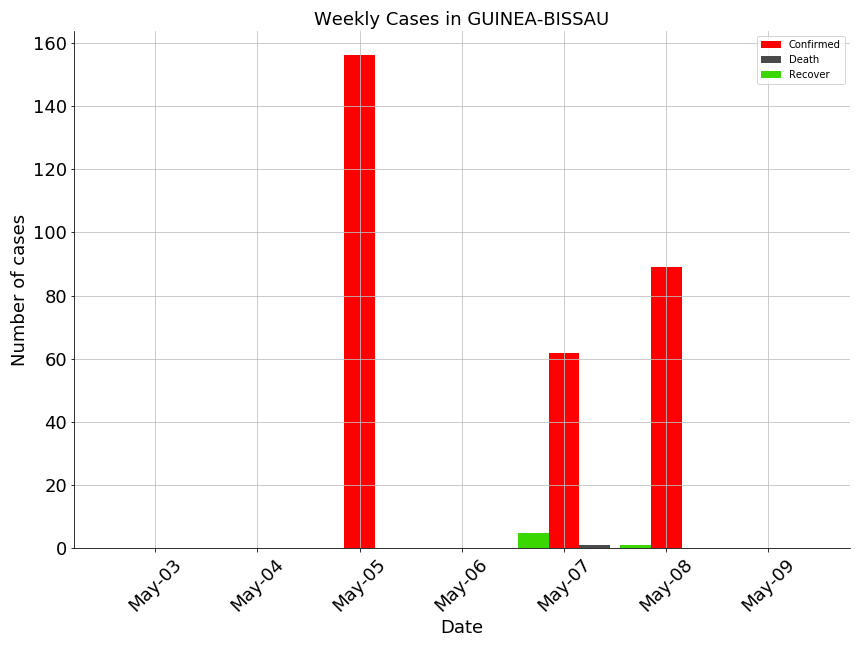 Weekly Cases in GUINEA-BISSAU
Confirmed
Death
Recover
Number of cases
160
140
120
100
80
60
40
20
0
May-03
May-04
May-05
May-06
May-07
May-08
May-09
Date